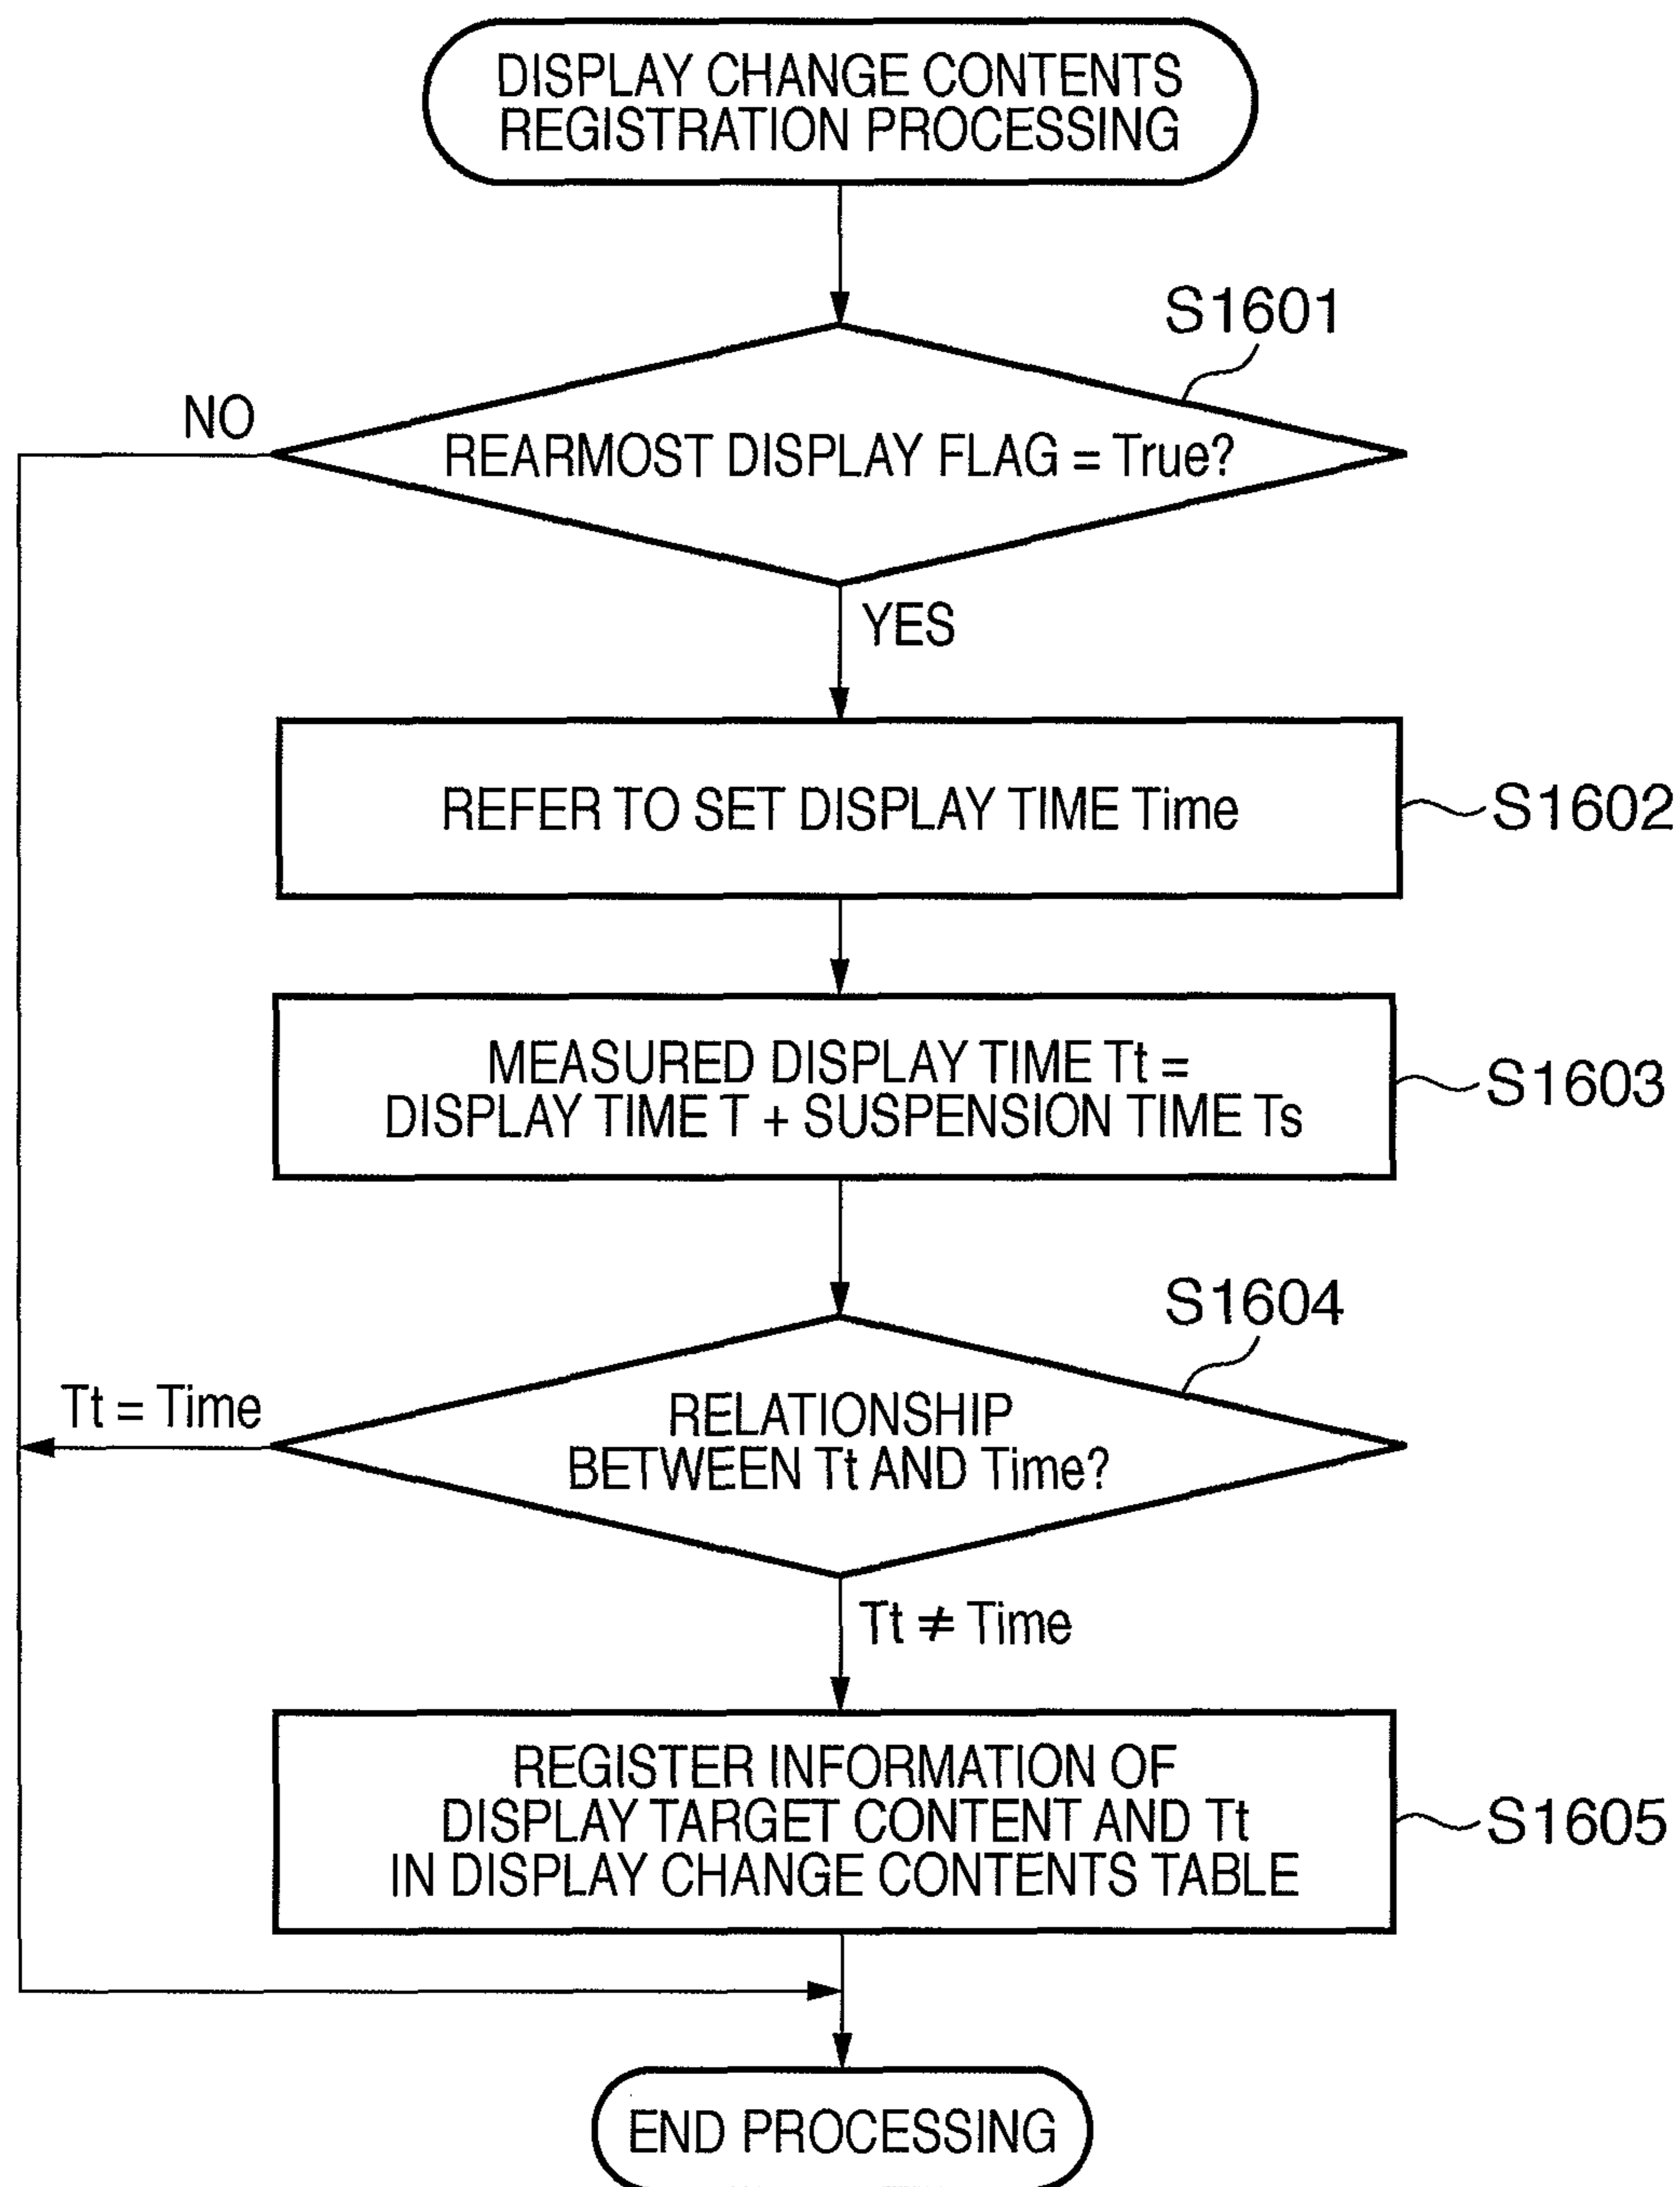 DISPLAY CHANGE CONTENTS
REGISTRATION PROCESSING
S1601
NO
REARMOST DISPLAY FLAG = True?
YES
REFER TO SET DISPLAY TIME Time
S1602
MEASURED DISPLAY TIME Tt =
DISPLAY TIME T + SUSPENSION TIME Ts
S1603
S1604
Tt = Time
RELATIONSHIP
BETWEEN Tt AND Time?
Tt ≠ Time
REGISTER INFORMATION OF
DISPLAY TARGET CONTENT AND Tt
IN DISPLAY CHANGE CONTENTS TABLE
S1605
END PROCESSING